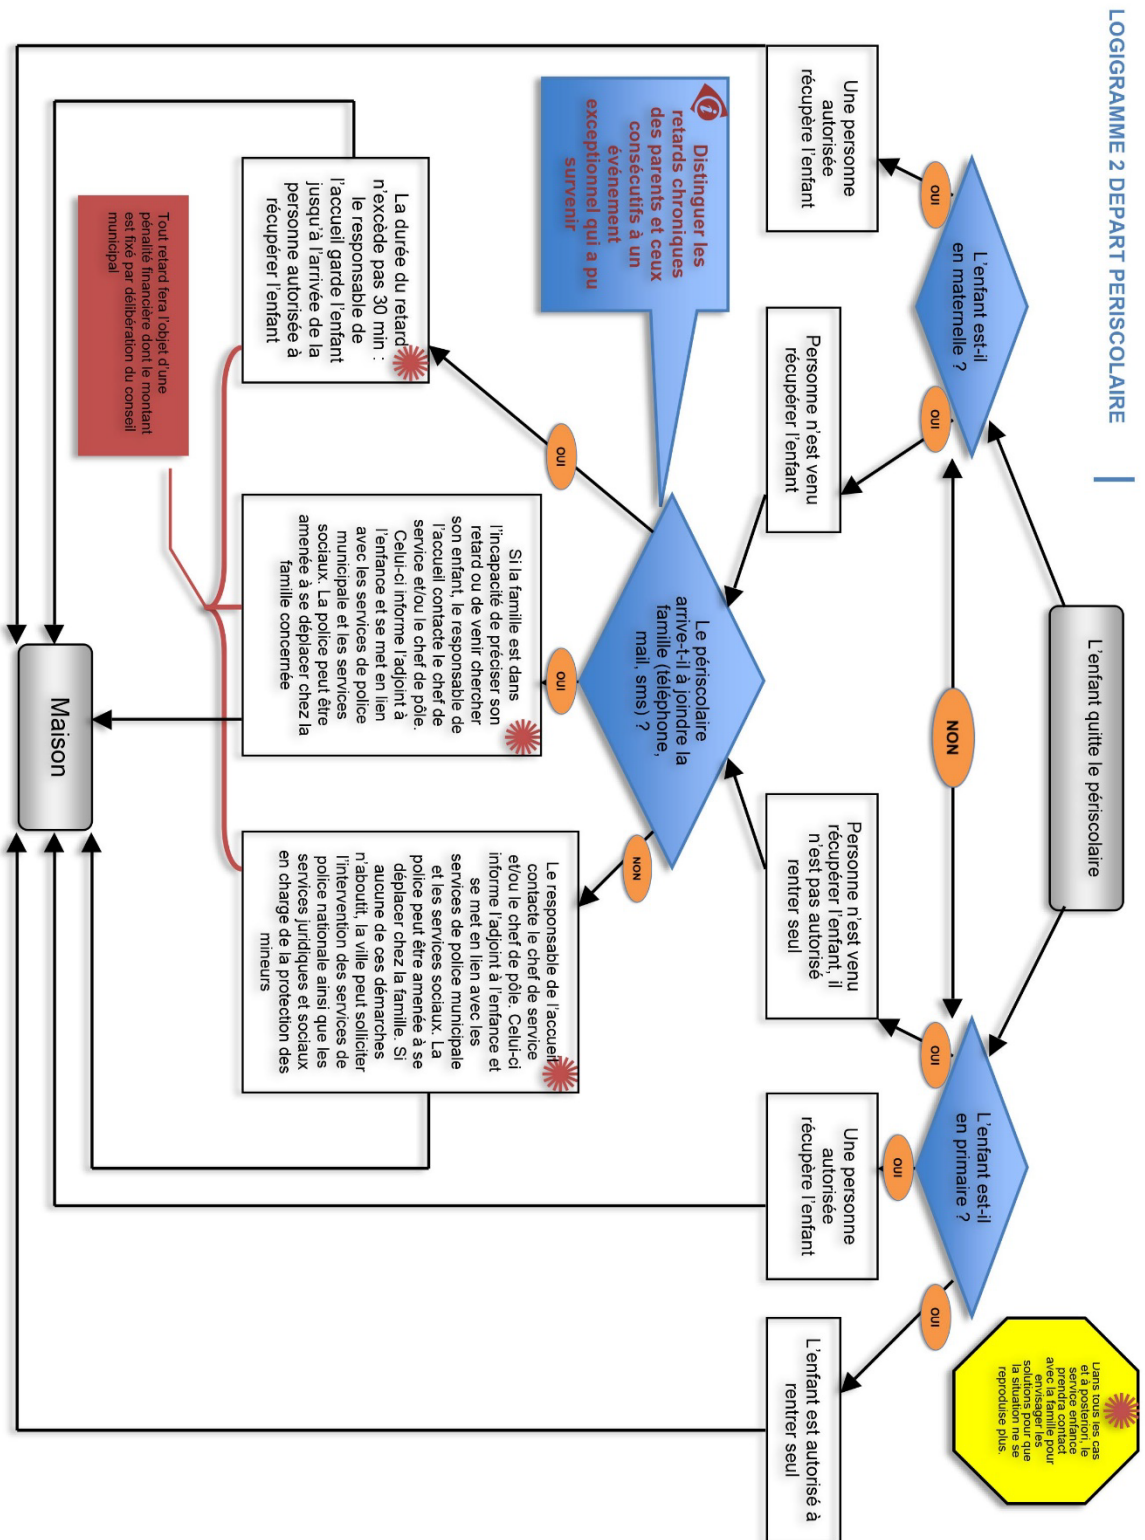 LOGIGRAMME 2 DEPART PERISCOLAIRE
L'enfant quitte le périscolaire
L'enfant est-il
en maternelle ?
NON
L'enfant est-il
en primaire ?
Dans tous les cas
et à posteriori, le
service enfance
prendra contact
avec la famille pour
envisager les
solutions pour que
la situation ne se
reproduise plus.
OUI
OUI
OUI
OUI
OUI
Une personne
autorisée
récupère l'enfant
Personne n'est venu
récupérer l'enfant
Personne n'est venu
récupérer l'enfant, il
n'est pas autorisé
rentrer seul
Une personne
autorisée
récupère l'enfant
L'enfant est autorisé à
rentrer seul
Distinguer les
retards chroniques
des parents et ceux
consécutifs à un
événement
exceptionnel qui a pu
survenir
Le périscolaire
arrive-t-il à joindre la
famille (téléphone,
mail, sms) ?
OUI
OUI
NON
La durée du retard
n'excède pas 30 min :
le responsable de
l'accueil garde l'enfant
jusqu'à l'arrivée de la
personne autorisée à
récupérer l'enfant
Si la famille est dans
l'incapacité de préciser son
retard ou de venir chercher
son enfant, le responsable de
l'accueil contacte le chef de
service et/ou le chef de pôle.
Celui-ci informe l'adjoint à
l'enfance et se met en lien
avec les services de police
municipale et les services
sociaux. La police peut être
amenée à se déplacer chez la
famille concernée
Le responsable de l'accueil
contacte le chef de service
et/ou le chef de pôle. Celui-ci
informe l'adjoint à l'enfance et
se met en lien avec les
services de police municipale
et les services sociaux. La
police peut être amenée à se
déplacer chez la famille. Si
aucune de ces démarches
n'aboutit, la ville peut solliciter
l'intervention des services de
police nationale ainsi que les
services juridiques et sociaux
en charge de la protection des
mineurs
Tout retard fera l'objet d'une
pénalité financière dont le montant
est fixé par délibération du conseil
municipal
Maison